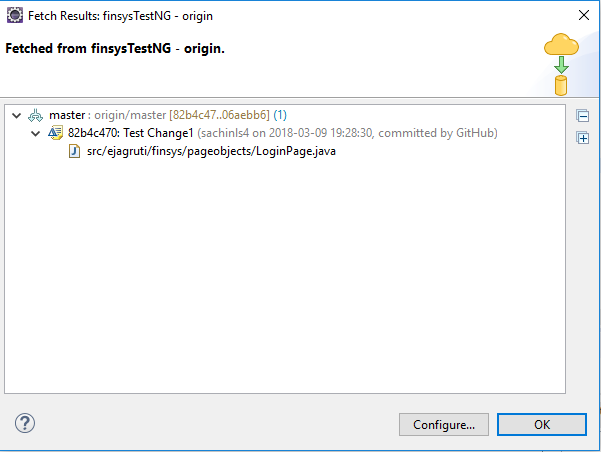 Fetch Results: finsysTestNG - origin
Fetched from finsysTestNG - origin.
master : origin/master [82b4c47..06aebb6] (1)
82b4c470: Test Change1 (sachinls4 on 2018-03-09 19:28:30, committed by GitHub)
src/ejagruti/finsys/pageobjects/LoginPage.java
Configure... OK